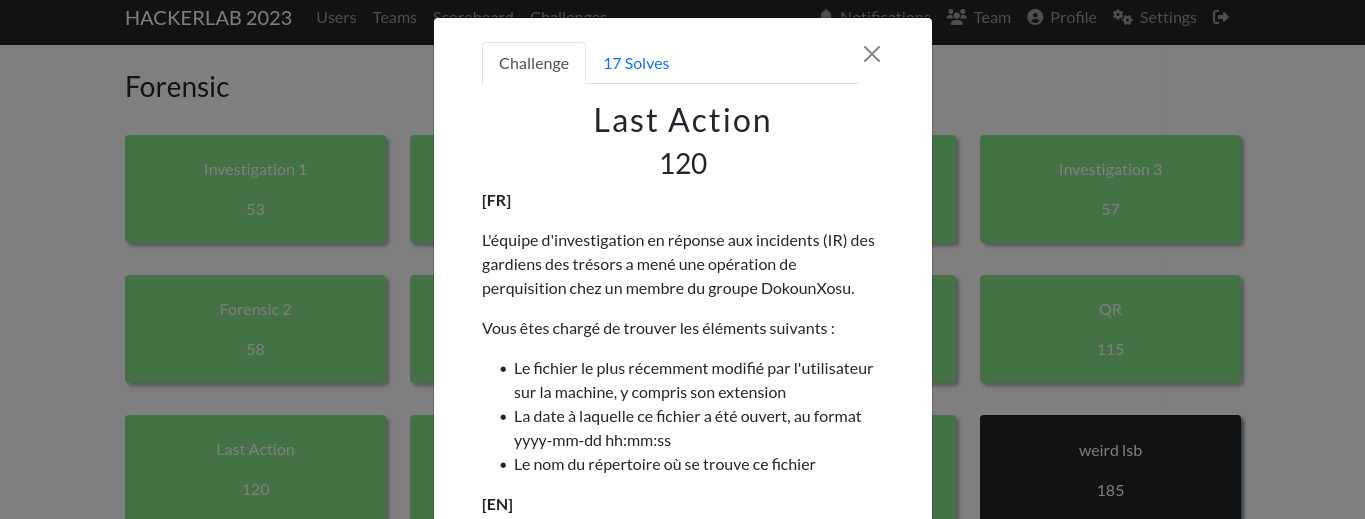 HACKERLAB 2023 Users Teams Scoreboard Challenges Notifications Team Profile Settings
Challenge 17 Solves
Forensic
Last Action
120
Investigation 1
53
Investigation 3
57
[FR]
L'équipe d'investigation en réponse aux incidents (IR) des
gardiens des trésors a mené une opération de
perquisition chez un membre du groupe DokounXosu.
Forensic 2
58
QR
115
Vous êtes chargé de trouver les éléments suivants :
• Le fichier le plus récemment modifié par l'utilisateur
sur la machine, y compris son extension
• La date à laquelle ce fichier a été ouvert, au format
yyyy-mm-dd hh:mm:ss
• Le nom du répertoire où se trouve ce fichier
Last Action
120
weird lsb
185
[EN]